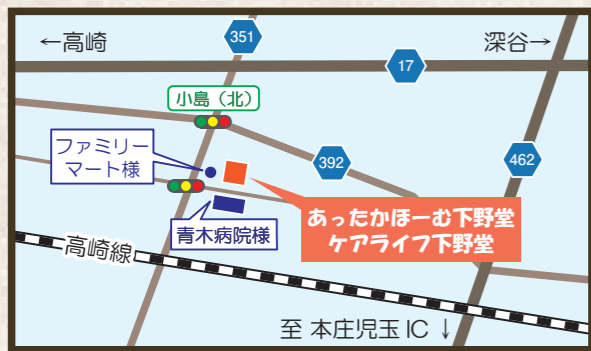 ←高崎
351
深谷→
17
小島（北）
ファミリー
マート様
392
462
青木病院様
あったかほーむ下野堂
ケアライフ下野堂
高崎線
至 本庄児玉 IC ↓